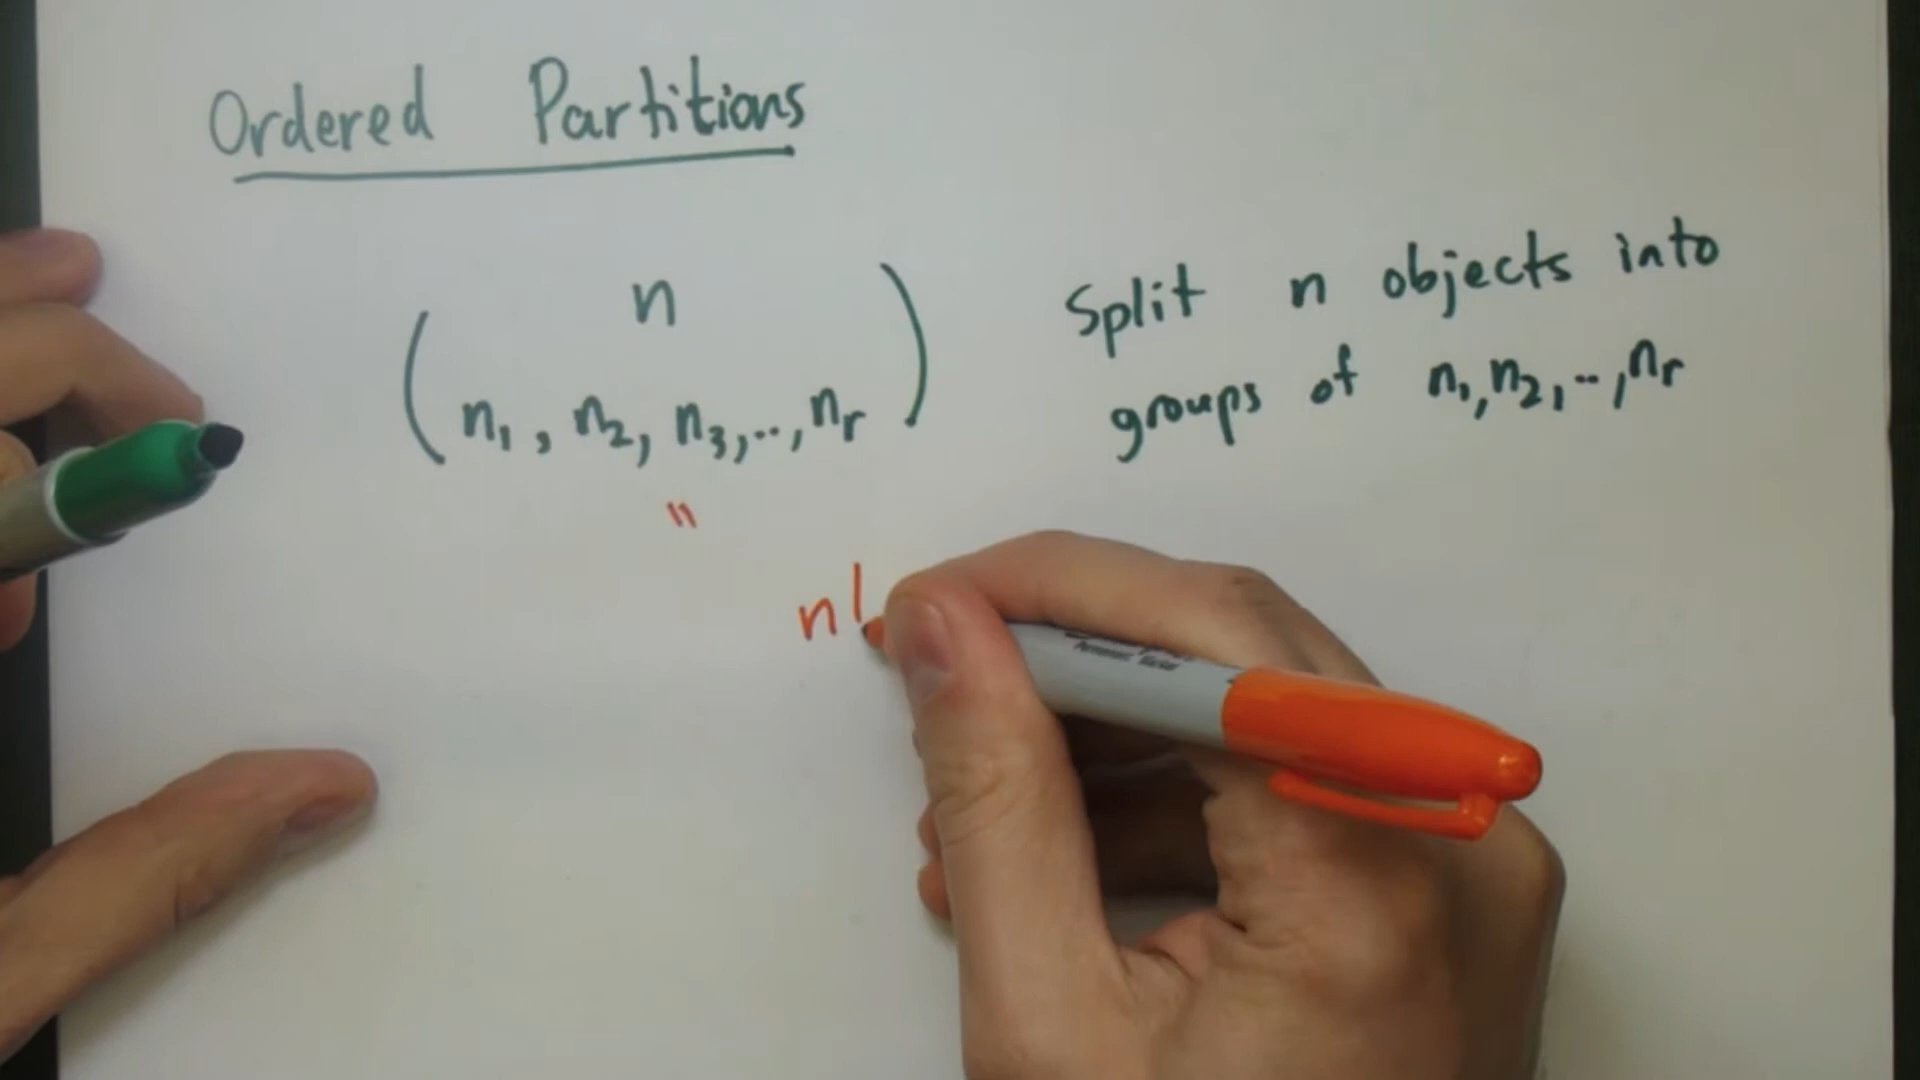 Ordered Partitions
n
( n₁, n₂, n₃,..,nᵣ )
Split n objects into
groups of n₁,n₂,..,nᵣ
"
n!